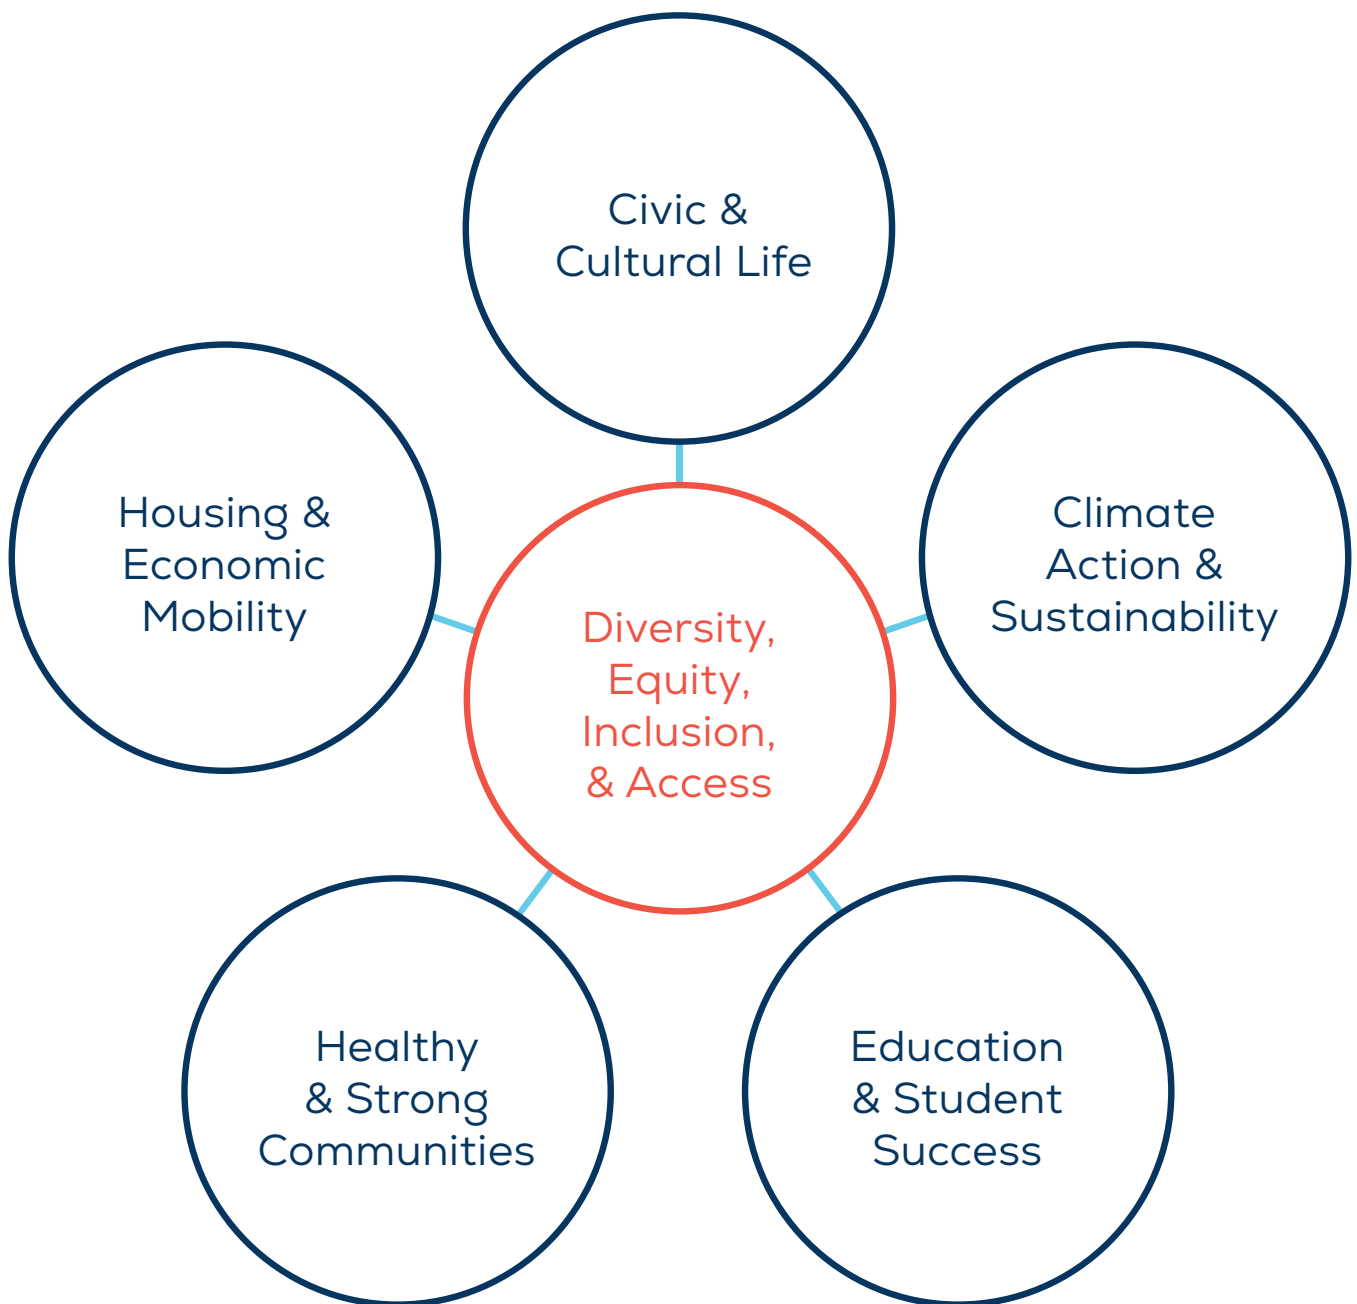 Civic &
Cultural Life
Housing &
Economic
Mobility
Climate
Action &
Sustainability
Diversity,
Equity,
Inclusion,
& Access
Healthy
& Strong
Communities
Education
& Student
Success